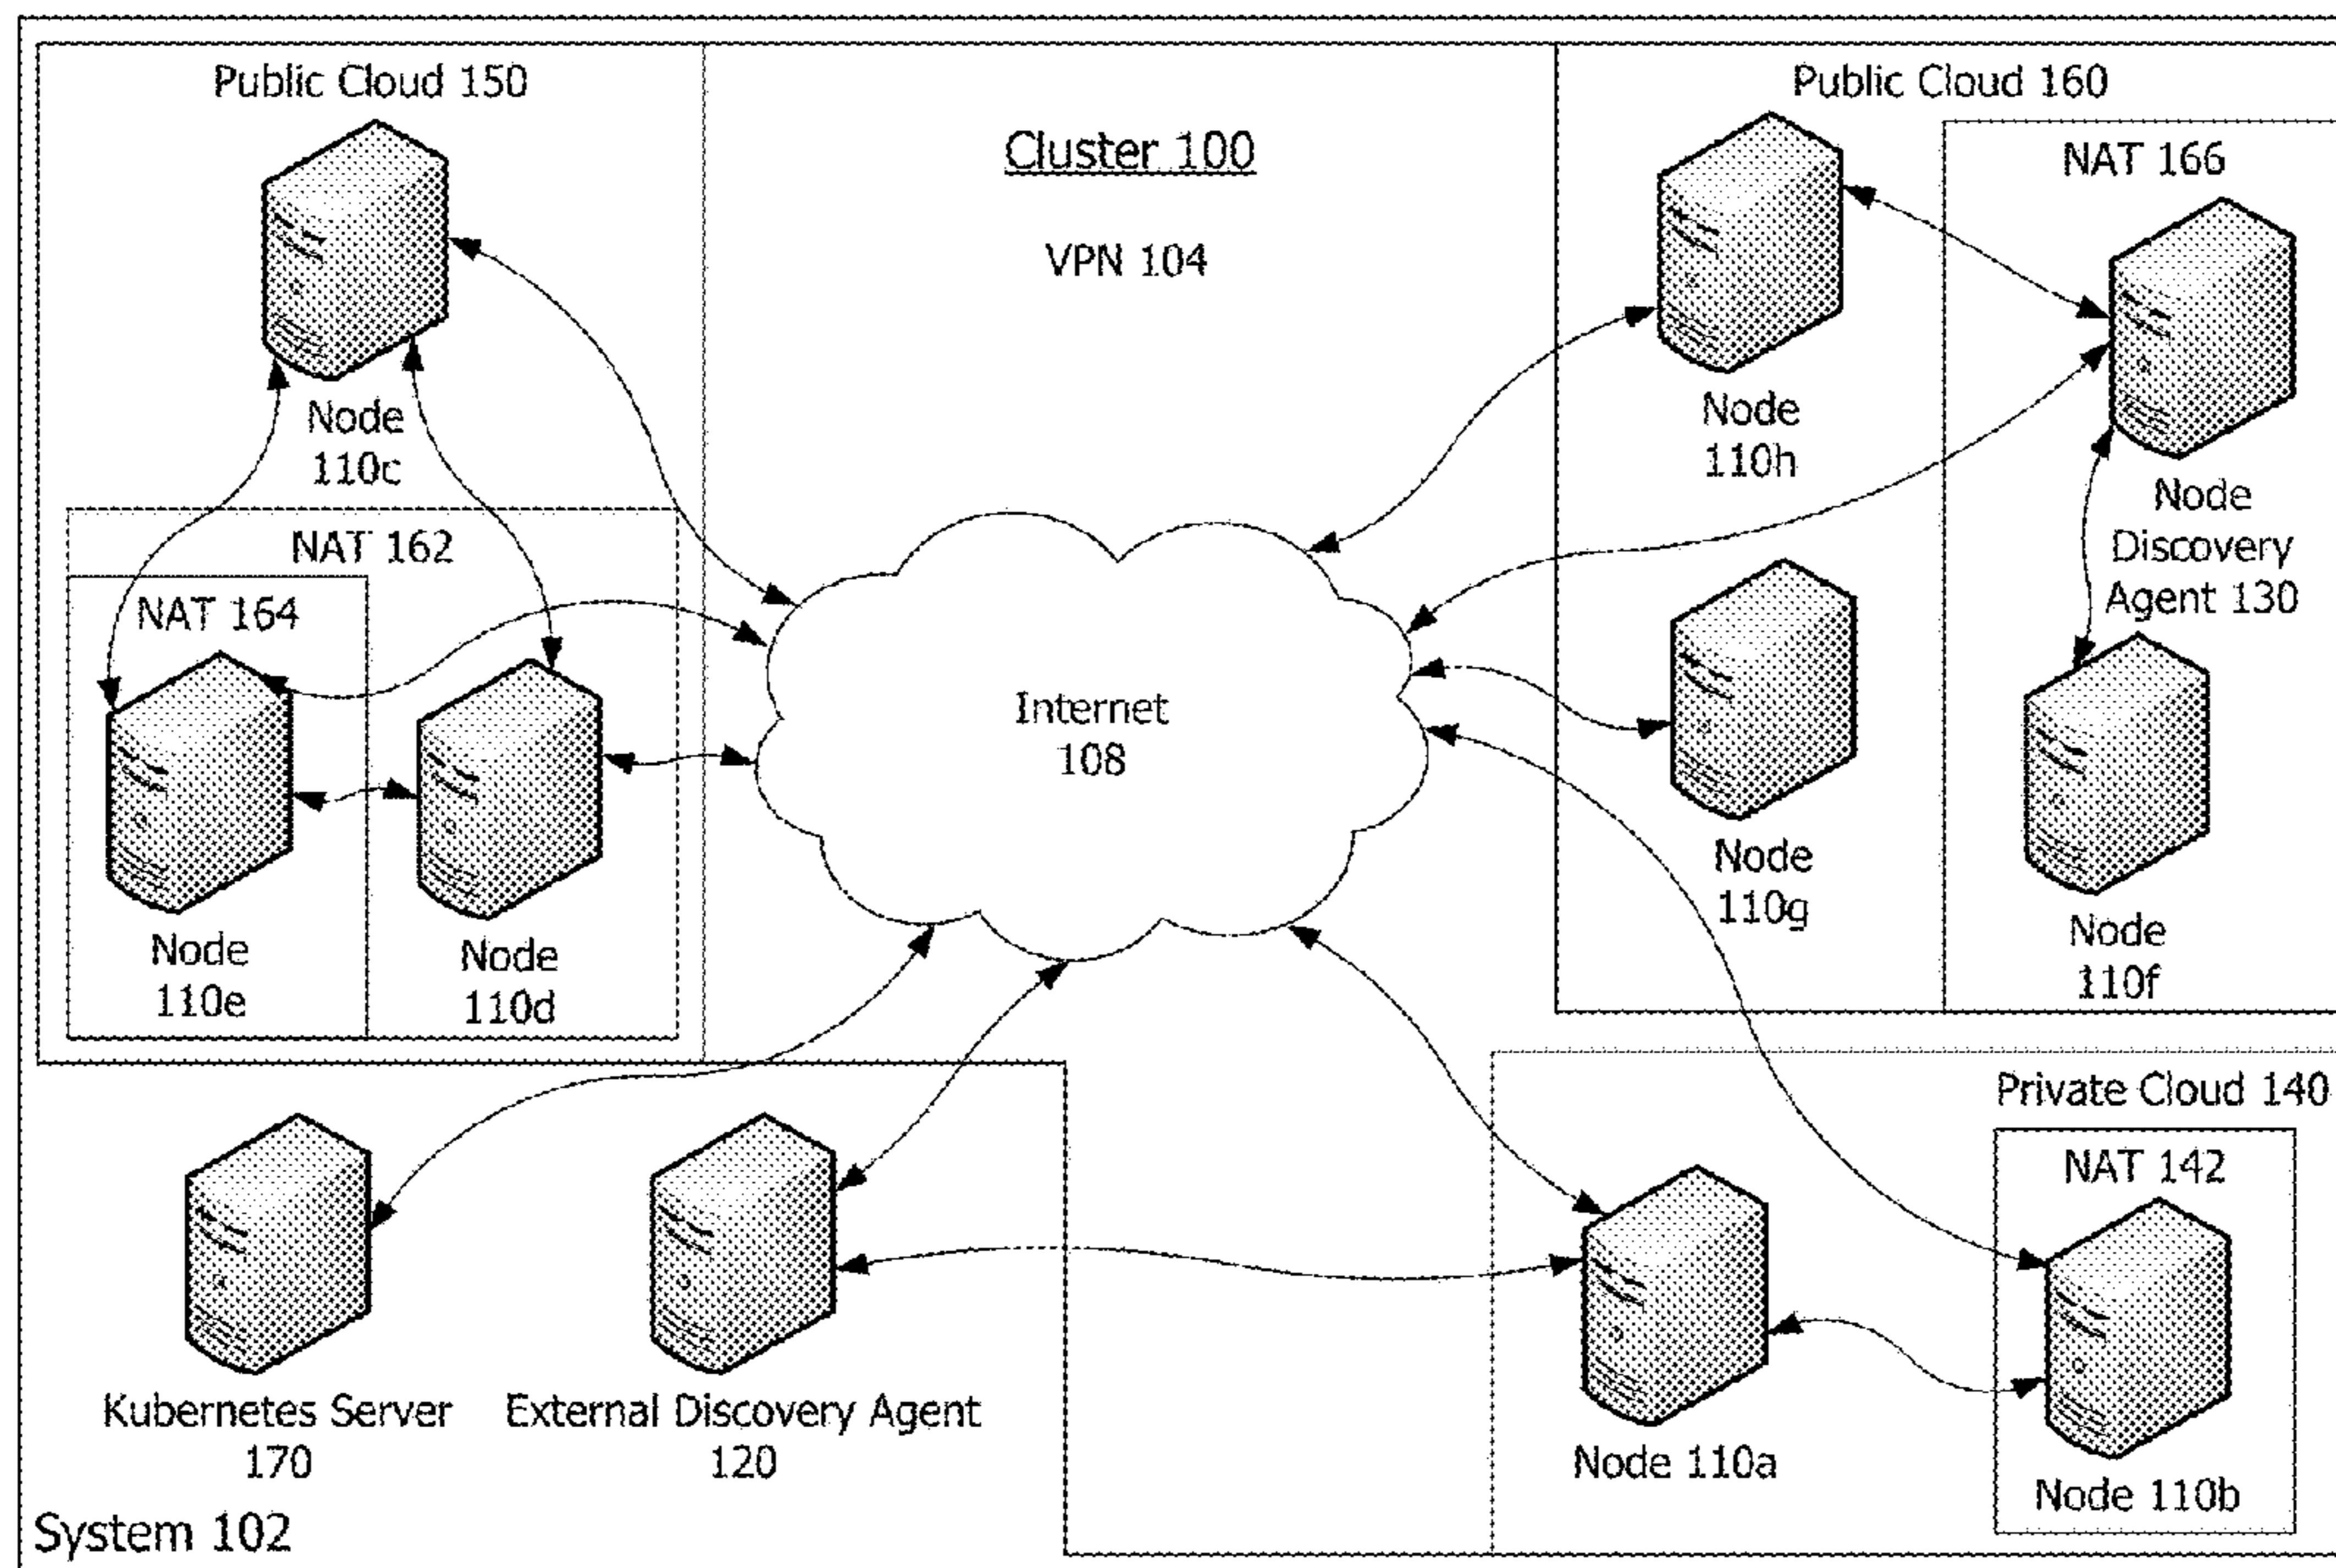 Public Cloud 150
Cluster 100
VPN 104
Public Cloud 160
NAT 166
Node
110c
Node
110h
Node
Discovery
Agent 130
NAT 162
NAT 164
Internet
108
Node
110e
Node
110d
Node
110g
Node
110f
Private Cloud 140
NAT 142
Kubernetes Server
170
External Discovery Agent
120
Node 110a
Node 110b
System 102